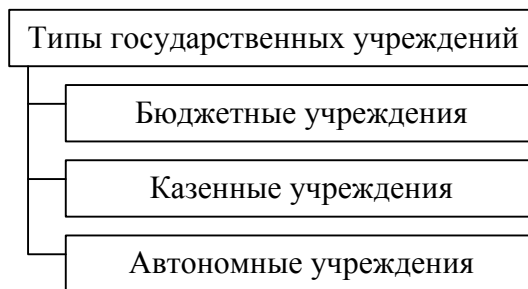 Типы государственных учреждений
Бюджетные учреждения
Казенные учреждения
Автономные учреждения